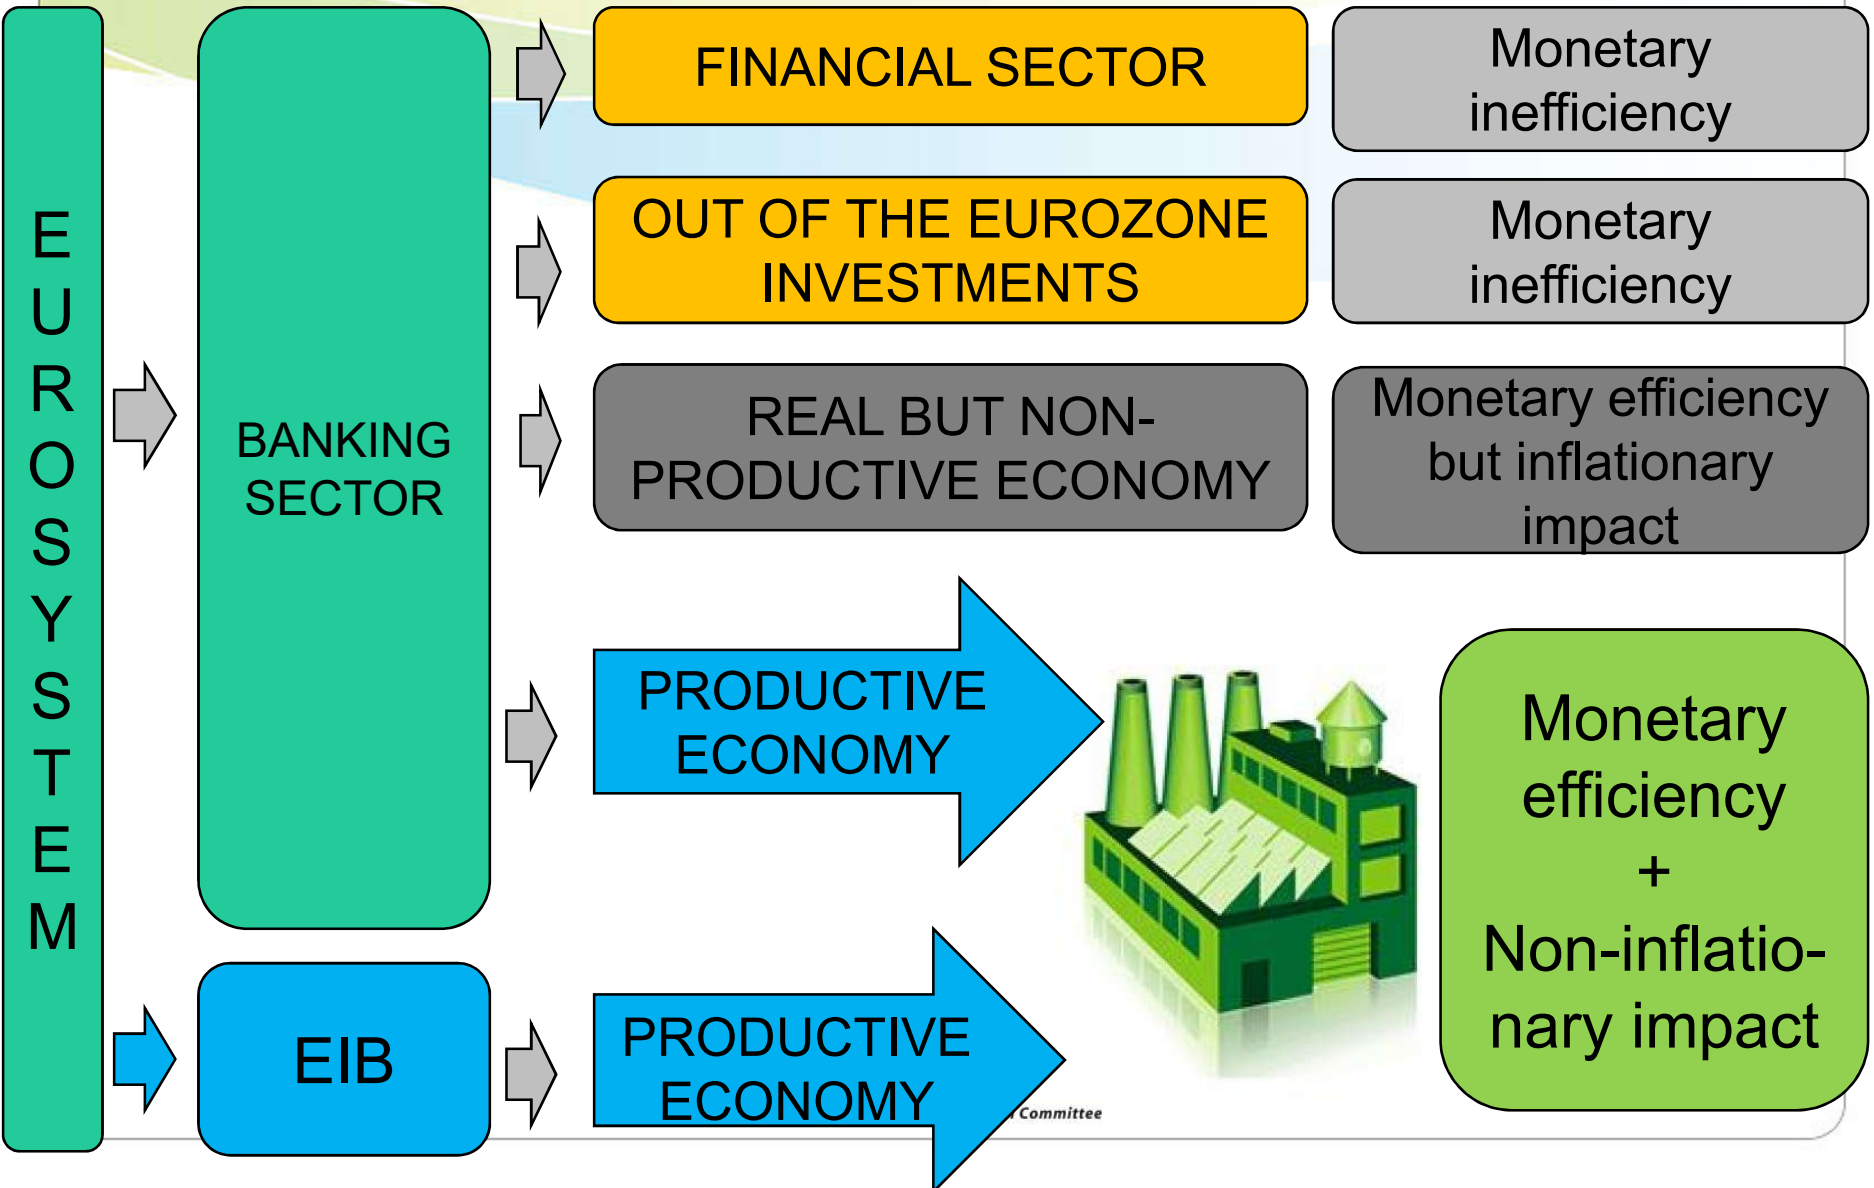 E
U
R
O
S
Y
S
T
E
M
BANKING
SECTOR
EIB
FINANCIAL SECTOR
Monetary
inefficiency
OUT OF THE EUROZONE
INVESTMENTS
Monetary
inefficiency
REAL BUT NON-
PRODUCTIVE ECONOMY
Monetary efficiency
but inflationary
impact
PRODUCTIVE
ECONOMY
PRODUCTIVE
ECONOMY
Monetary
efficiency
+
Non-inflatio-
nary impact
Committee